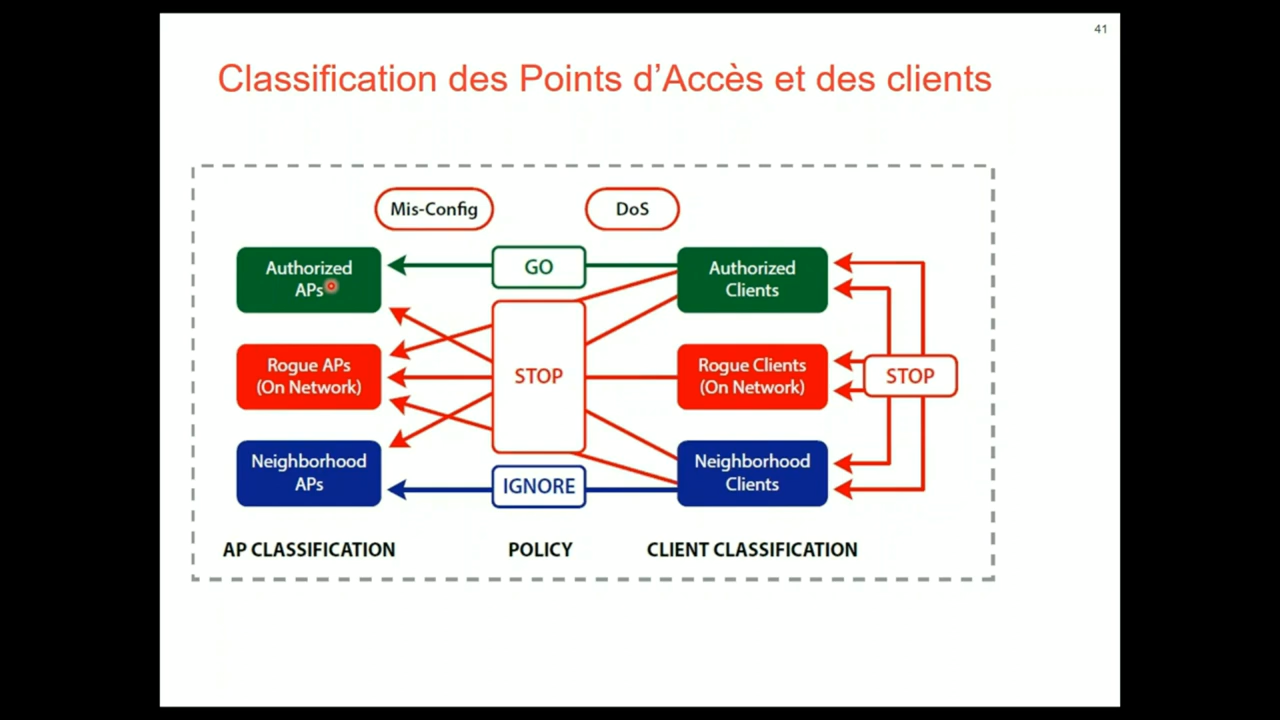 41
Classification des Points d’Accès et des clients
Mis-Config
DoS
Authorized
APs
GO
Authorized
Clients
Rogue APs
(On Network)
STOP
Rogue Clients
(On Network)
STOP
Neighborhood
APs
IGNORE
Neighborhood
Clients
AP CLASSIFICATION
POLICY
CLIENT CLASSIFICATION